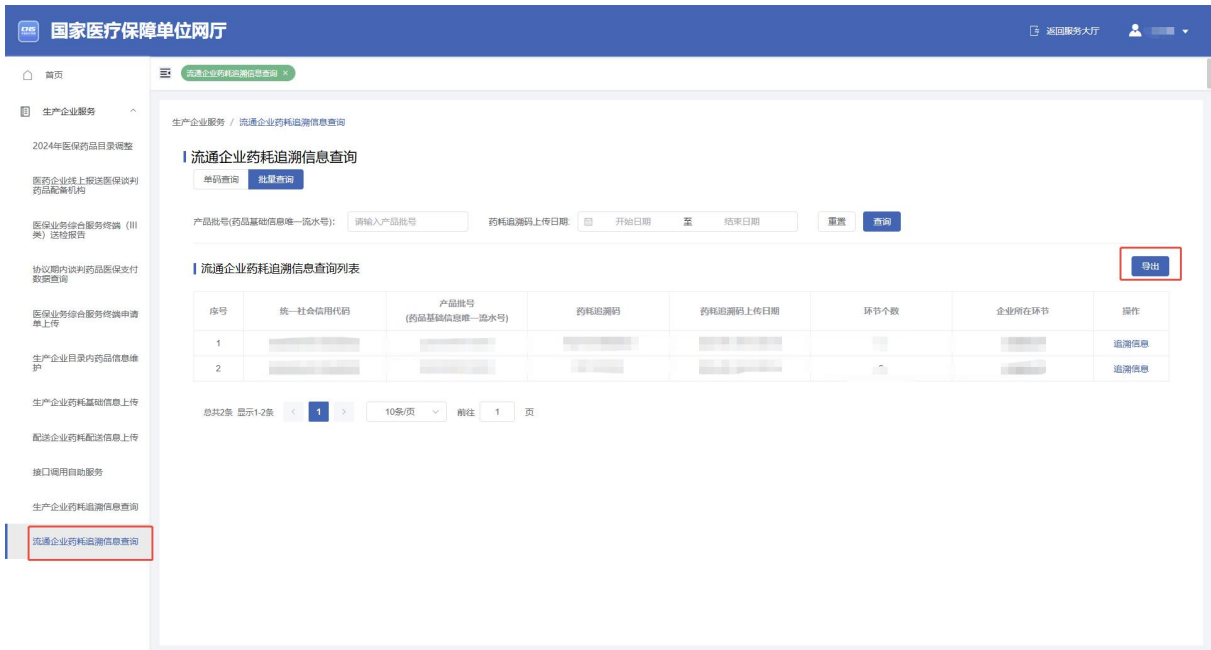 CHS
国家医疗保障单位网厅
返回服务大厅
首页
流通企业药耗追溯信息查询 ×
生产企业服务
2024年医保药品目录调整
医药企业线上报送医保谈判
药品配备机构
医保业务综合服务终端（III
类）送检报告
协议期内谈判药品医保支付
数据查询
医保业务综合服务终端申请
单上传
生产企业目录内药品信息维
护
生产企业药耗基础信息上传
配送企业药耗配送信息上传
接口调用自助服务
生产企业药耗追溯信息查询
流通企业药耗追溯信息查询
生产企业服务 / 流通企业药耗追溯信息查询
流通企业药耗追溯信息查询
单码查询 批量查询
产品批号(药品基础信息唯一流水号): 请输入产品批号 药耗追溯码上传日期: 开始日期 至 结束日期 重置 查询
流通企业药耗追溯信息查询列表 导出
序号 统一社会信用代码 产品批号 药耗追溯码 药耗追溯码上传日期 环节个数 企业所在环节 操作
(药品基础信息唯一流水号)
1 追溯信息
2 追溯信息
总共2条 显示1-2条 < 1 > 10条/页 前往 1 页